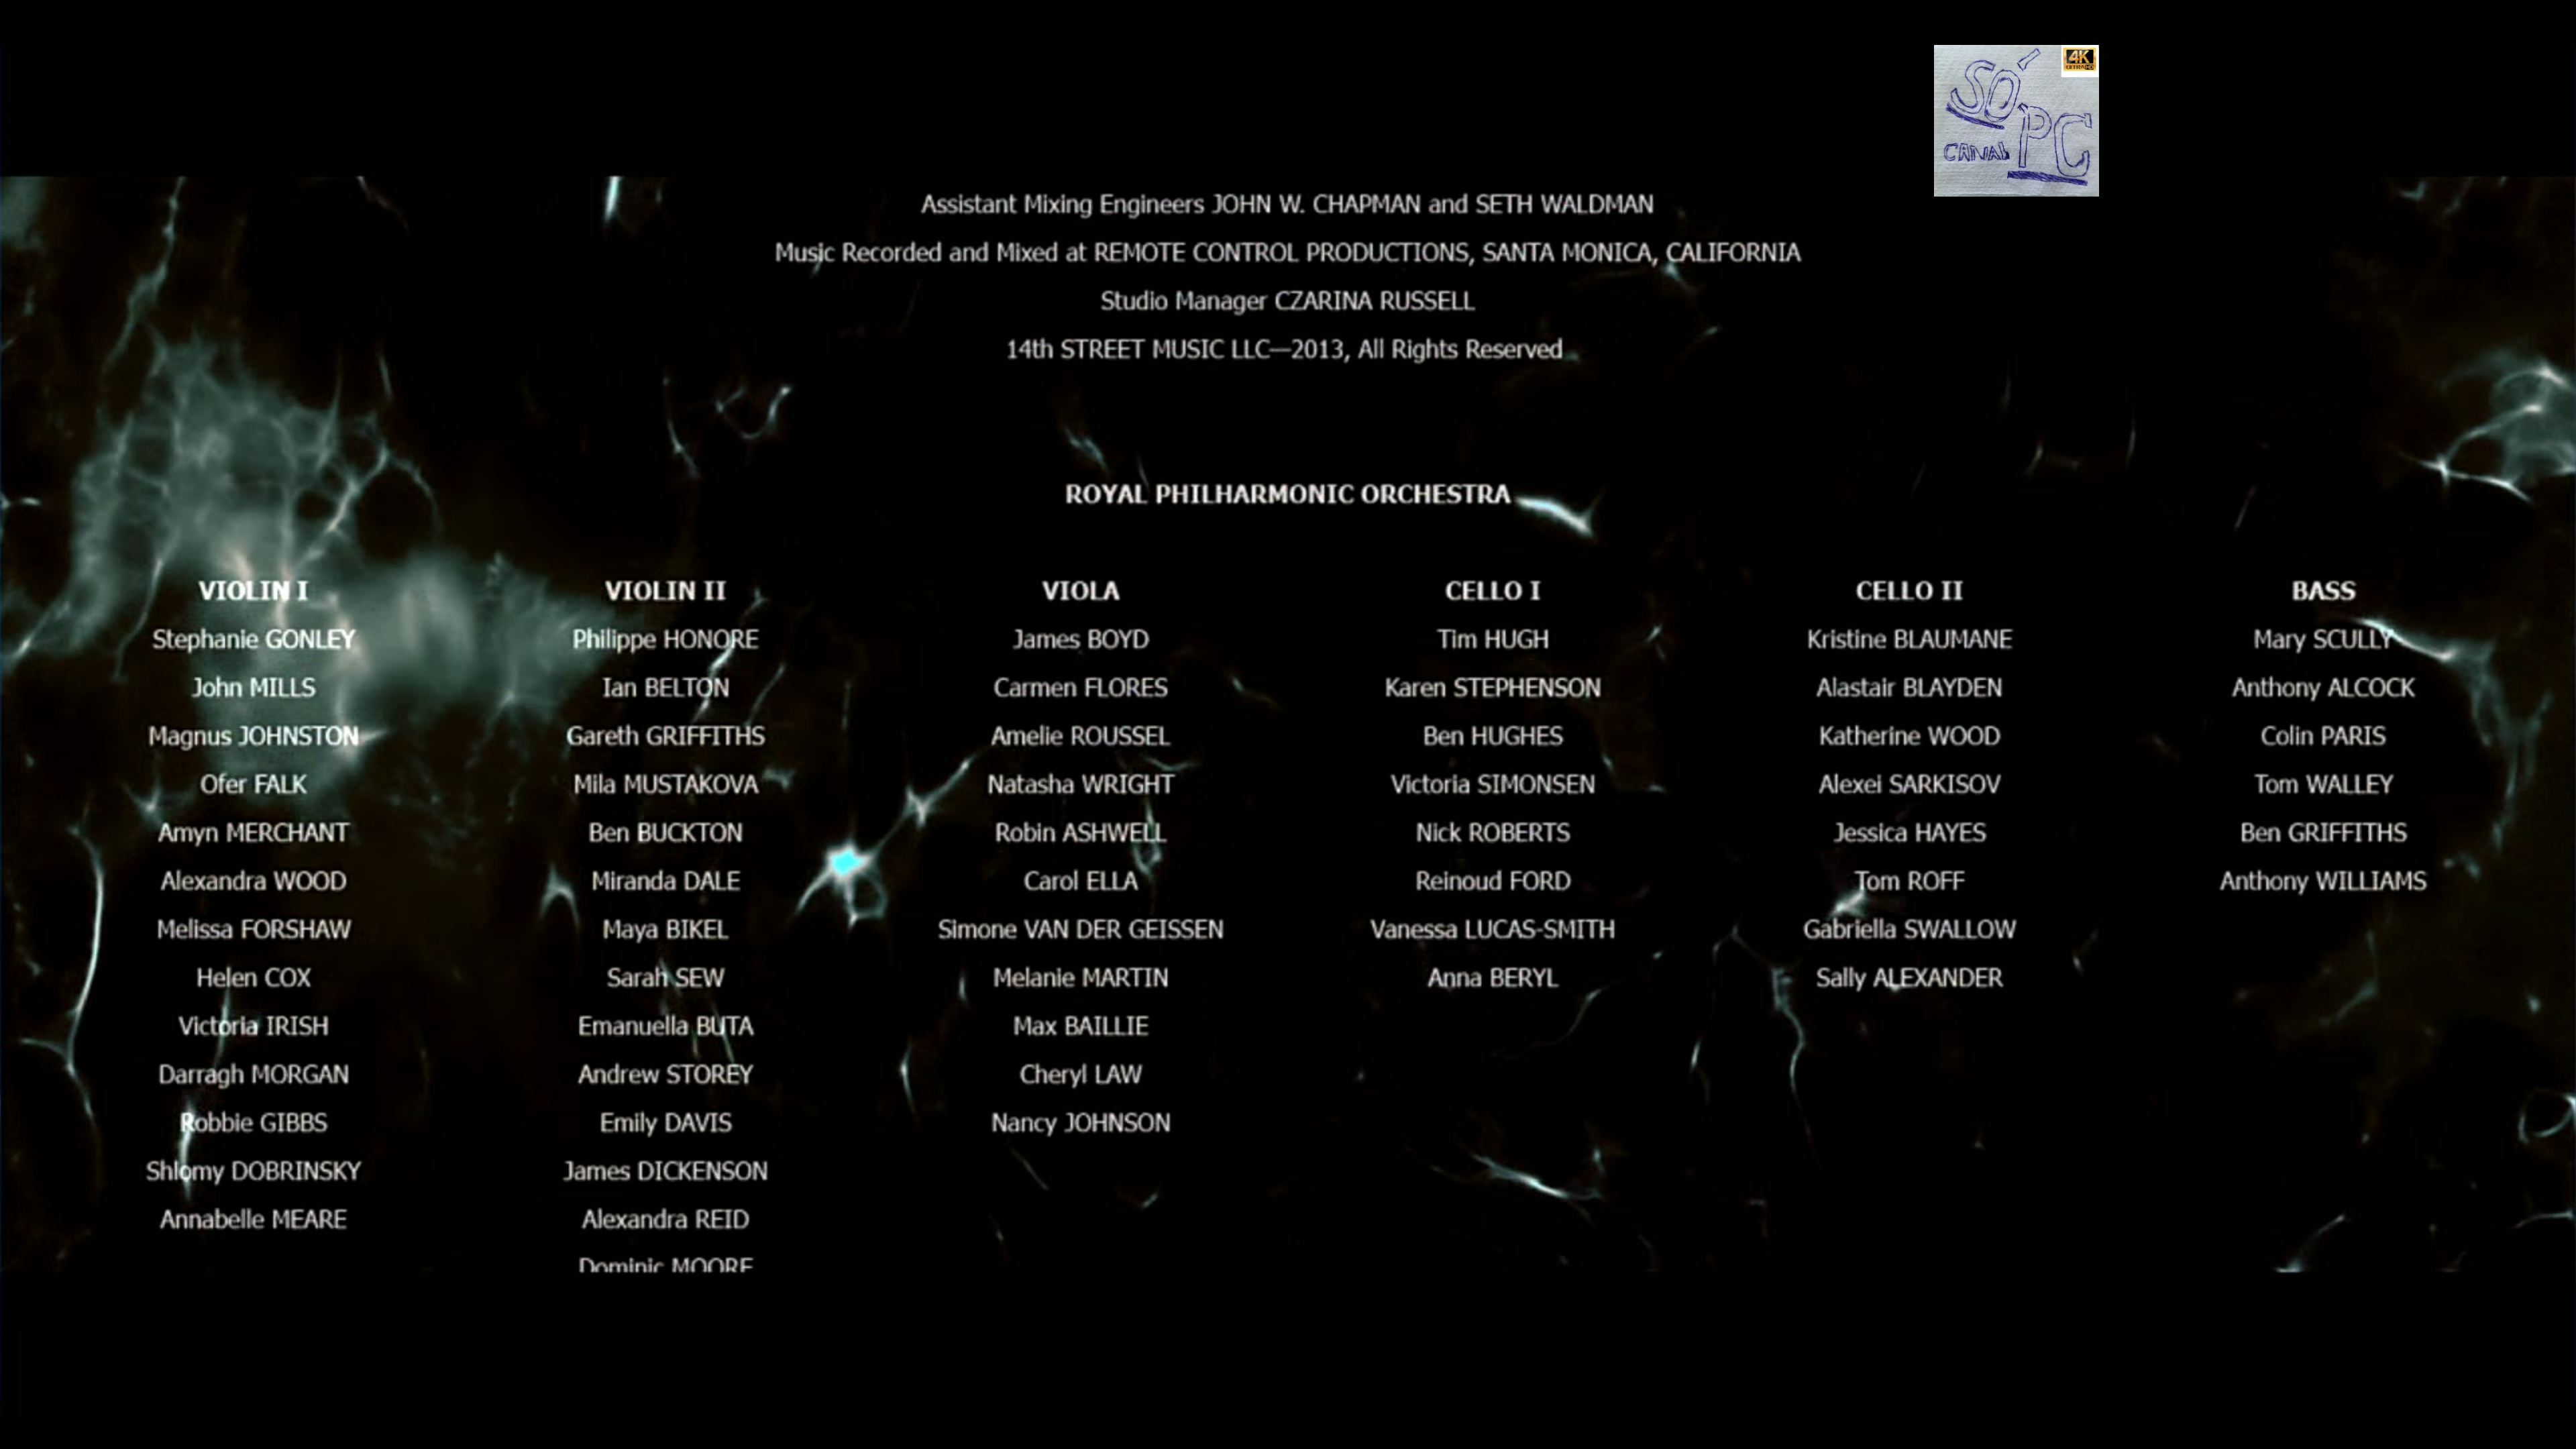 SÓ
PC
CANAL
4K
ULTRA HD
Assistant Mixing Engineers JOHN W. CHAPMAN and SETH WALDMAN
Music Recorded and Mixed at REMOTE CONTROL PRODUCTIONS, SANTA MONICA, CALIFORNIA
Studio Manager CZARINA RUSSELL
14th STREET MUSIC LLC—2013, All Rights Reserved
ROYAL PHILHARMONIC ORCHESTRA
VIOLIN I
Stephanie GONLEY
John MILLS
Magnus JOHNSTON
Ofer FALK
Amyn MERCHANT
Alexandra WOOD
Melissa FORSHAW
Helen COX
Victoria IRISH
Darragh MORGAN
Robbie GIBBS
Shlomy DOBRINSKY
Annabelle MEARE
VIOLIN II
Philippe HONORE
Ian BELTON
Gareth GRIFFITHS
Mila MUSTAKOVA
Ben BUCKTON
Miranda DALE
Maya BIKEL
Sarah SEW
Emanuella BUTA
Andrew STOREY
Emily DAVIS
James DICKENSON
Alexandra REID
Dominic MOORE
VIOLA
James BOYD
Carmen FLORES
Amelie ROUSSEL
Natasha WRIGHT
Robin ASHWELL
Carol ELLA
Simone VAN DER GEISSEN
Melanie MARTIN
Max BAILLIE
Cheryl LAW
Nancy JOHNSON
CELLO I
Tim HUGH
Karen STEPHENSON
Ben HUGHES
Victoria SIMONSEN
Nick ROBERTS
Reinoud FORD
Vanessa LUCAS-SMITH
Anna BERYL
CELLO II
Kristine BLAUMANE
Alastair BLAYDEN
Katherine WOOD
Alexei SARKISOV
Jessica HAYES
Tom ROFF
Gabriella SWALLOW
Sally ALEXANDER
BASS
Mary SCULLY
Anthony ALCOCK
Colin PARIS
Tom WALLEY
Ben GRIFFITHS
Anthony WILLIAMS